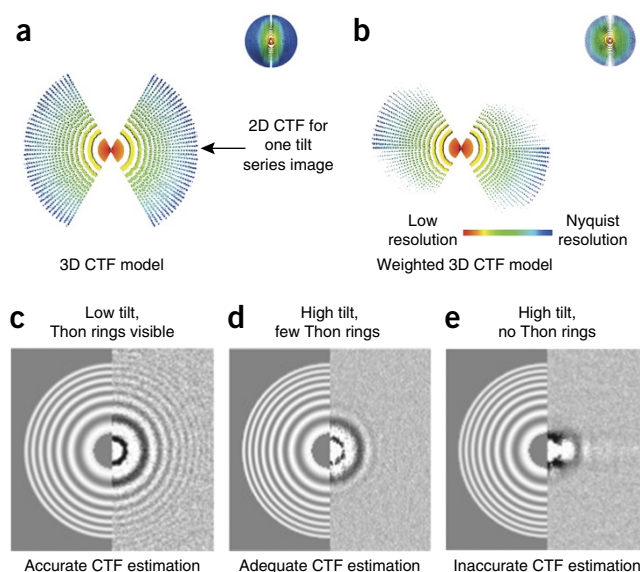 a
b
2D CTF for
one tilt
series image
Low
resolution
Nyquist
resolution
3D CTF model
Weighted 3D CTF model
c
Low tilt,
Thon rings visible
d
High tilt,
few Thon rings
e
High tilt,
no Thon rings
Accurate CTF estimation
Adequate CTF estimation
Inaccurate CTF estimation